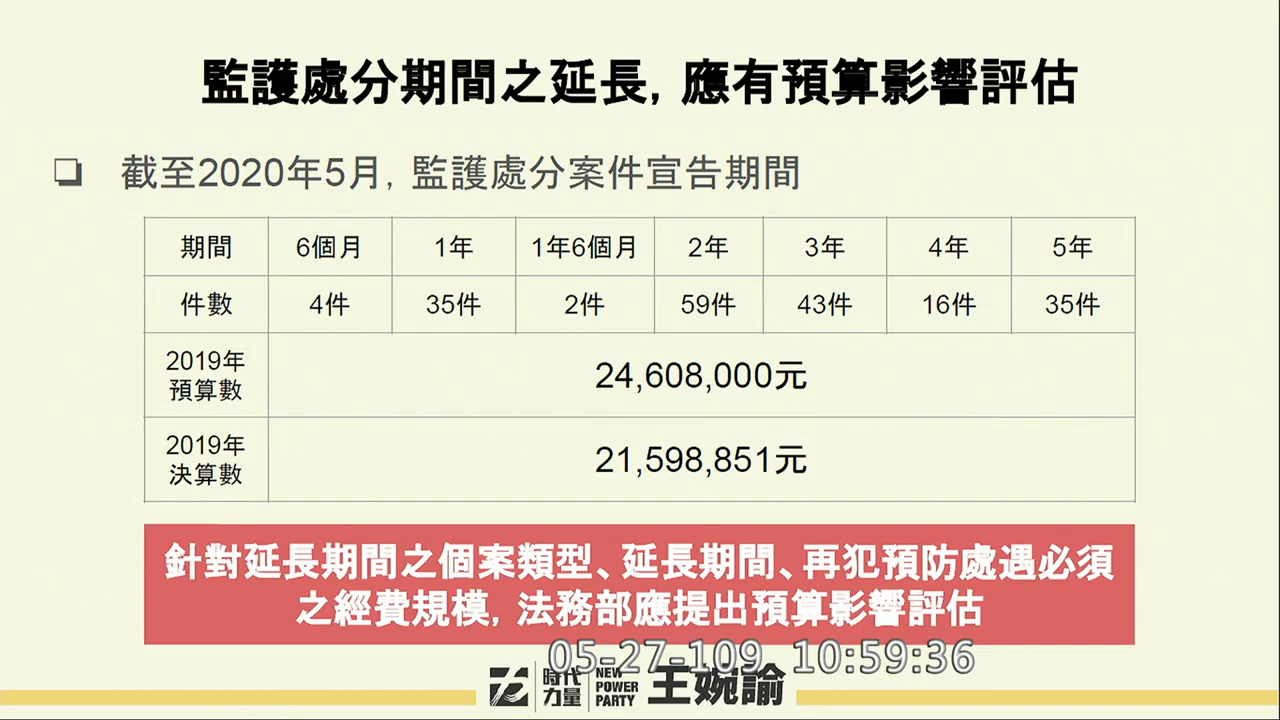 監護處分期間之延長，應有預算影響評估
❏ 截至2020年5月，監護處分案件宣告期間
期間 6個月 1年 1年6個月 2年 3年 4年 5年
件數 4件 35件 2件 59件 43件 16件 35件
2019年
預算數
24,608,000元
2019年
決算數
21,598,851元
針對延長期間之個案類型、延長期間、再犯預防處遇必須
之經費規模，法務部應提出預算影響評估
05-27-109 10:59:36
時代
力量
NEW
POWER
PARTY
王婉諭